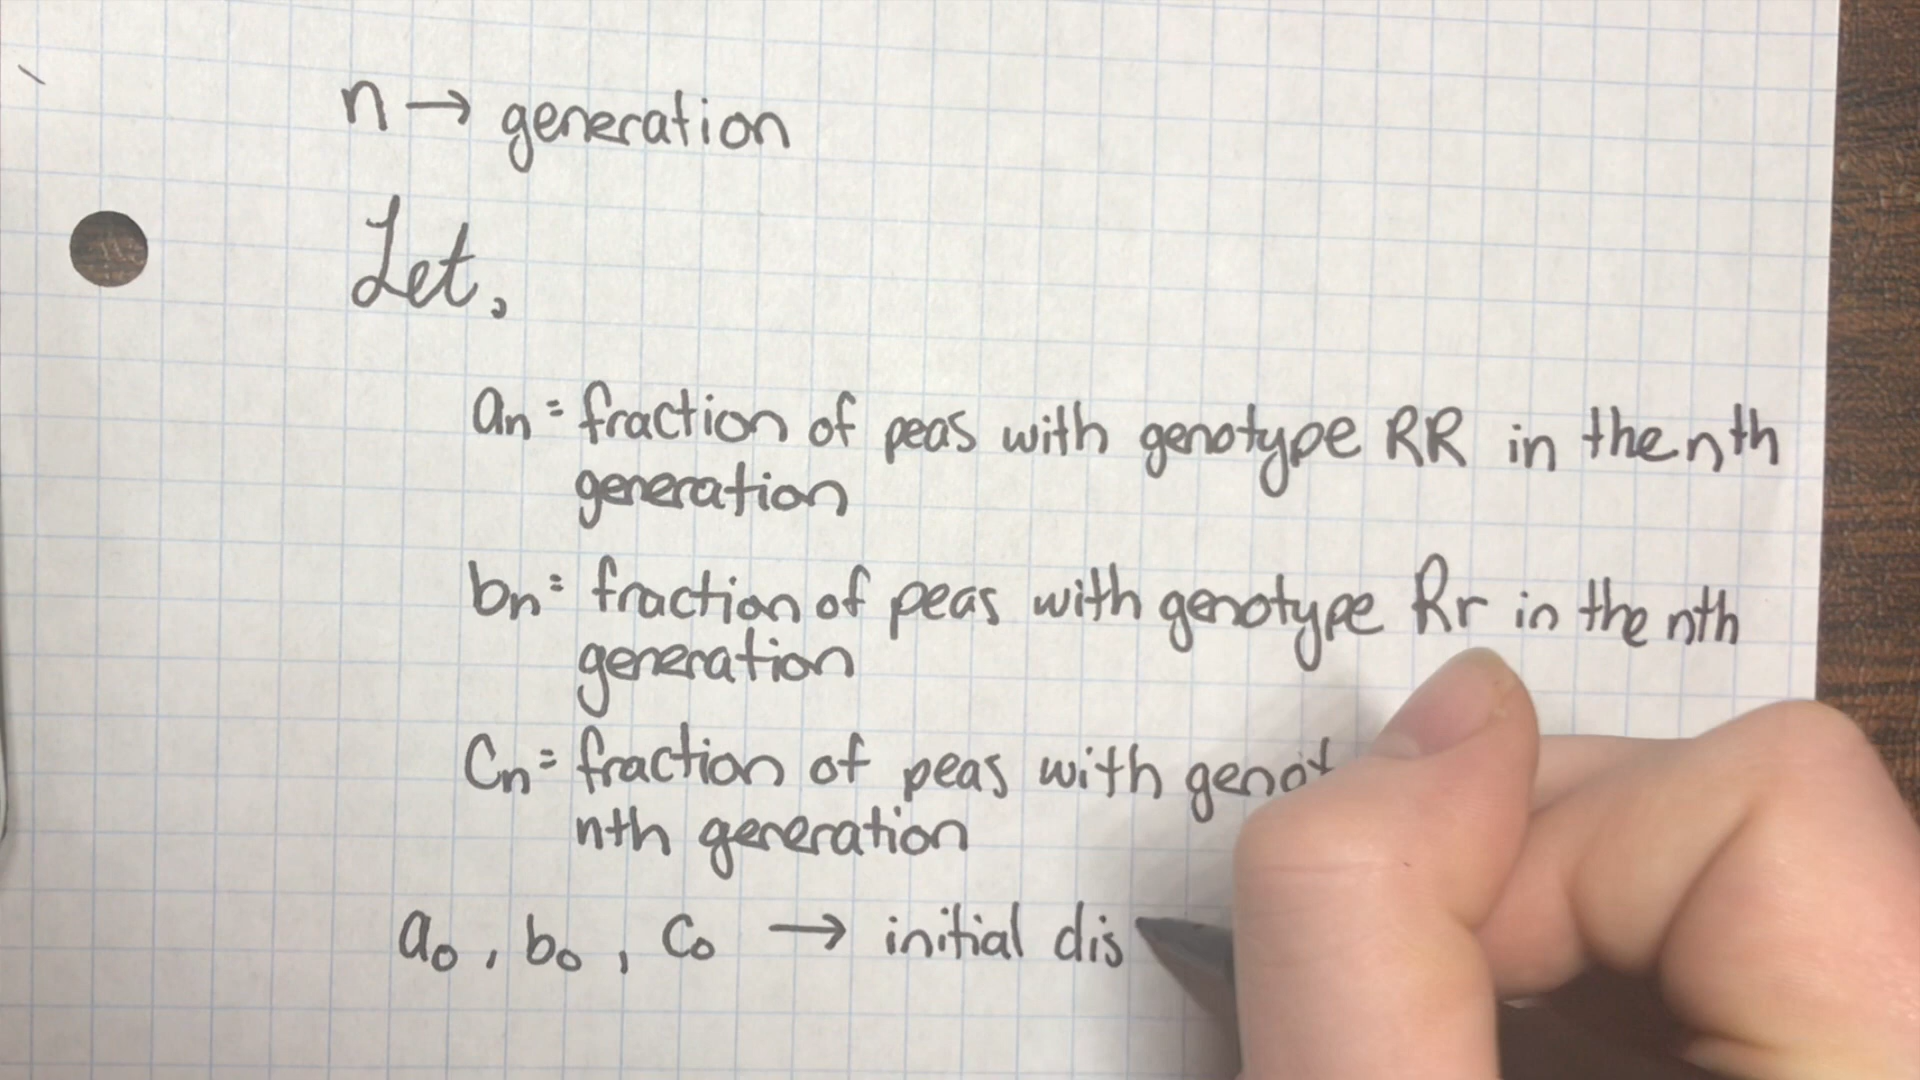 n → generation
Let,
an = fraction of peas with genotype RR in the nth
generation
bn = fraction of peas with genotype Rr in the nth
generation
Cn = fraction of peas with
nth generation
a0, b0, C0 → initial dis